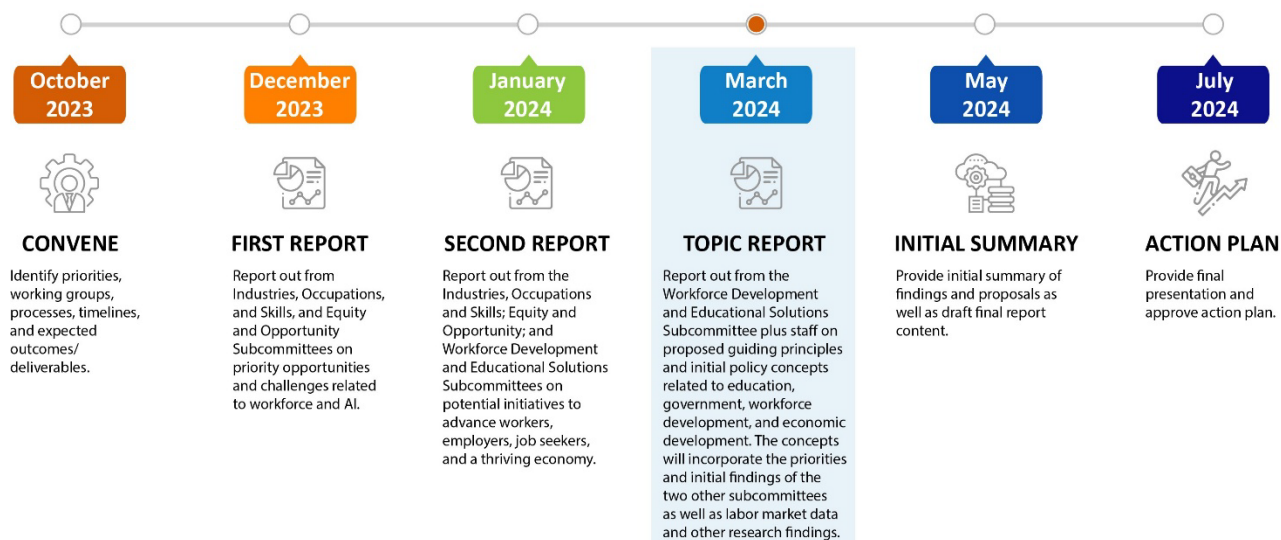 October
2023
December
2023
January
2024
March
2024
May
2024
July
2024
CONVENE
Identify priorities,
working groups,
processes, timelines,
and expected
outcomes/
deliverables.
FIRST REPORT
Report out from
Industries, Occupations,
and Skills, and Equity
and Opportunity
Subcommittees on
priority opportunities
and challenges related
to workforce and AI.
SECOND REPORT
Report out from the
Industries, Occupations
and Skills; Equity and
Opportunity; and
Workforce Development
and Educational Solutions
Subcommittees on
potential initiatives to
advance workers,
employers, job seekers,
and a thriving economy.
TOPIC REPORT
Report out from the
Workforce Development
and Educational Solutions
Subcommittee plus staff on
proposed guiding principles
and initial policy concepts
related to education,
government, workforce
development, and economic
development. The concepts
will incorporate the priorities
and initial findings of the
two other subcommittees
as well as labor market data
and other research findings.
INITIAL SUMMARY
Provide initial summary of
findings and proposals as
well as draft final report
content.
ACTION PLAN
Provide final
presentation and
approve action plan.